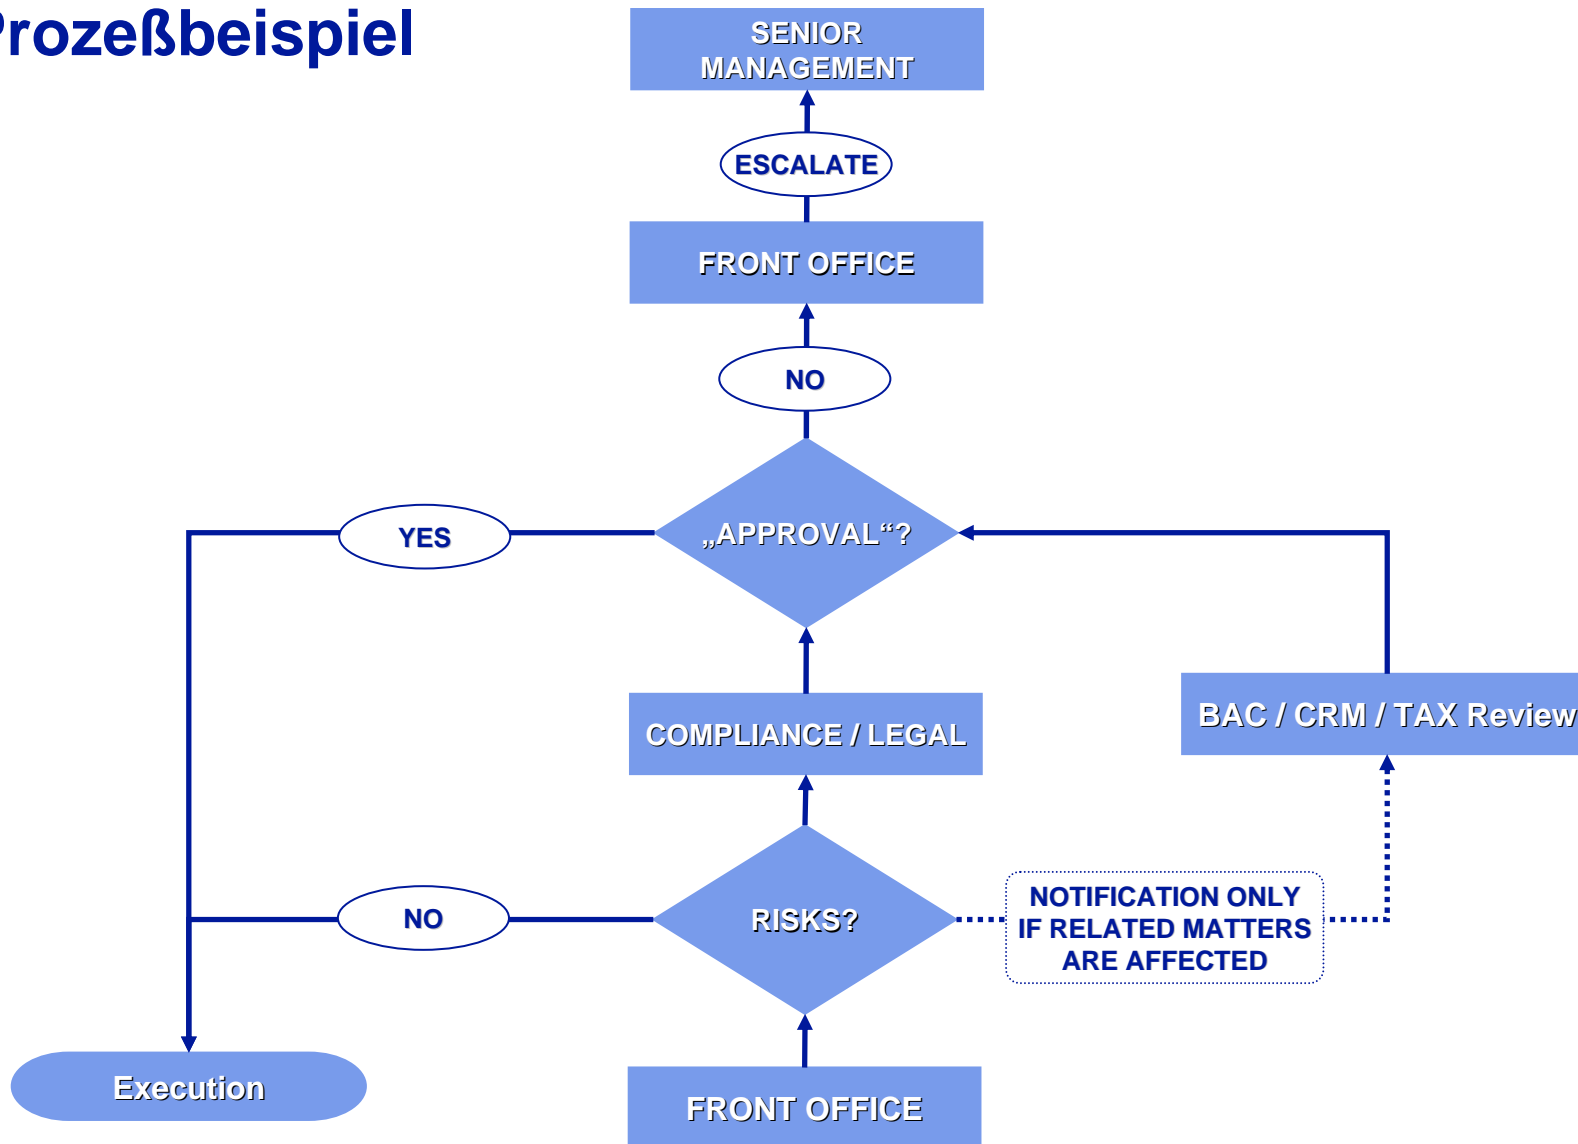 Prozeßbeispiel
SENIOR
MANAGEMENT
ESCALATE
FRONT OFFICE
NO
„APPROVAL“?
YES
COMPLIANCE / LEGAL
BAC / CRM / TAX Review
RISKS?
NO
NOTIFICATION ONLY
IF RELATED MATTERS
ARE AFFECTED
Execution
FRONT OFFICE